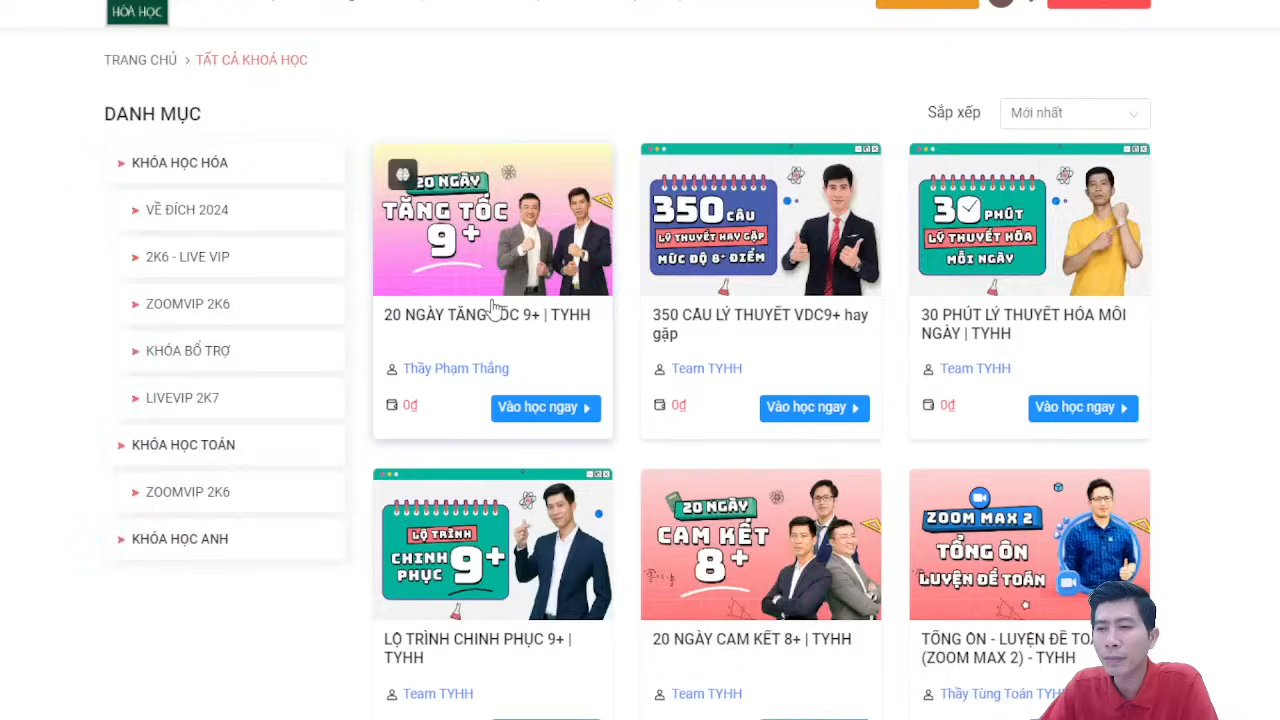 HÓA HỌC
TRANG CHỦ > TẤT CẢ KHOÁ HỌC
DANH MỤC
Sắp xếp
Mới nhất
KHÓA HỌC HÓA
VỀ ĐÍCH 2024
2K6 - LIVE VIP
ZOOMVIP 2K6
KHÓA BỔ TRỢ
LIVEVIP 2K7
KHÓA HỌC TOÁN
ZOOMVIP 2K6
KHÓA HỌC ANH
20 NGÀY
TĂNG TỐC
9+
20 NGÀY TĂNG TỐC 9+ | TYHH
Thầy Phạm Thắng
0₫
Vào học ngay
350 CÂU
LÝ THUYẾT HAY GẶP
MỨC ĐỘ 8+ ĐIỂM
350 CÂU LÝ THUYẾT VDC9+ hay
gặp
Team TYHH
0₫
Vào học ngay
30 PHÚT
LÝ THUYẾT HÓA
MỖI NGÀY
30 PHÚT LÝ THUYẾT HÓA MỖI
NGÀY | TYHH
Team TYHH
0₫
Vào học ngay
LỘ TRÌNH
CHINH
PHỤC 9+
LỘ TRÌNH CHINH PHỤC 9+ |
TYHH
Team TYHH
20 NGÀY
CAM KẾT
8+
20 NGÀY CAM KẾT 8+ | TYHH
Team TYHH
ZOOM MAX 2
TỔNG ÔN
LUYỆN ĐỀ TOÁN
TỔNG ÔN - LUYỆN ĐỀ
(ZOOM MAX 2) - TYHH
Thầy Tùng Toán